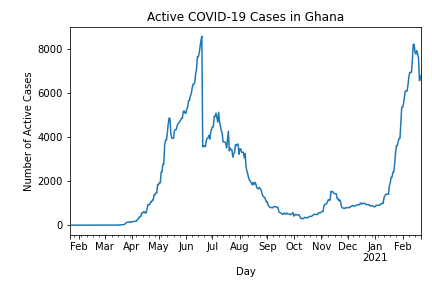 Active COVID-19 Cases in Ghana
Number of Active Cases
8000
6000
4000
2000
0
Feb Mar Apr May Jun Jul Aug Sep Oct Nov Dec Jan Feb
2021
Day